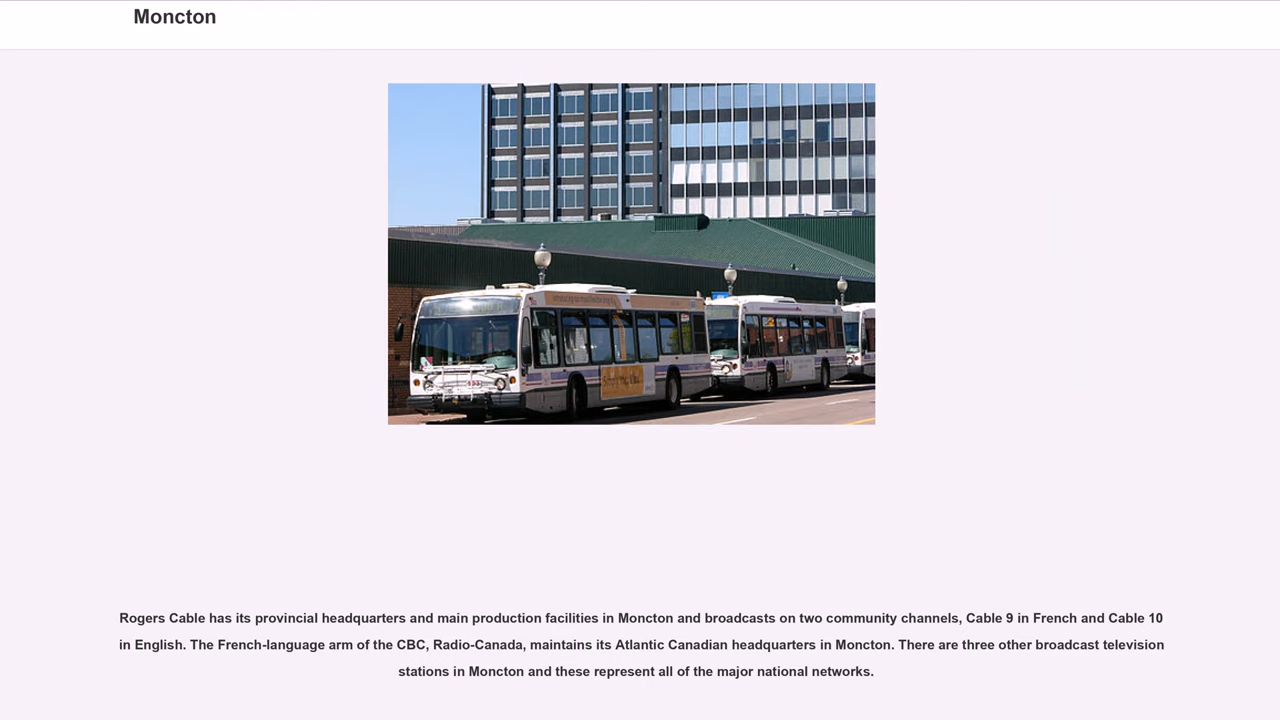 Moncton
Rogers Cable has its provincial headquarters and main production facilities in Moncton and broadcasts on two community channels, Cable 9 in French and Cable 10
in English. The French-language arm of the CBC, Radio-Canada, maintains its Atlantic Canadian headquarters in Moncton. There are three other broadcast television
stations in Moncton and these represent all of the major national networks.